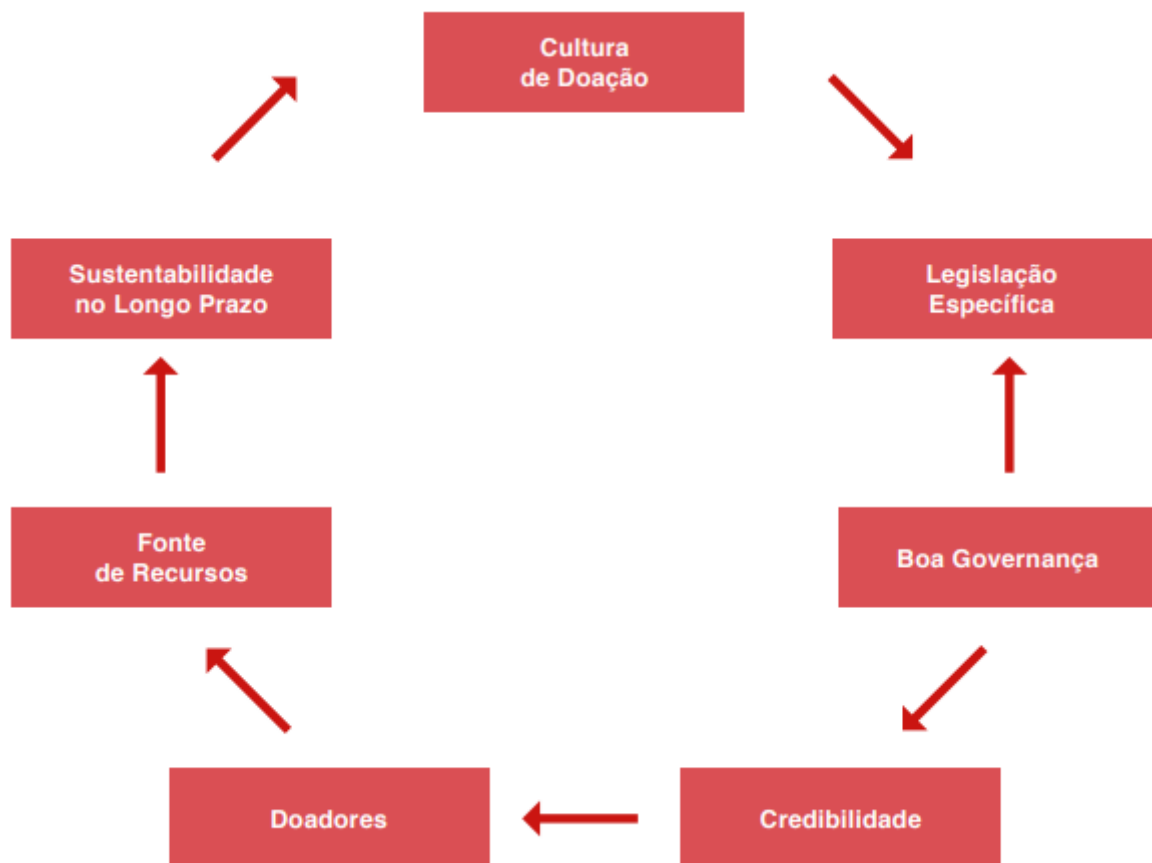 Cultura
de Doação
Sustentabilidade
no Longo Prazo
Legislação
Específica
Fonte
de Recursos
Boa Governança
Doadores
Credibilidade